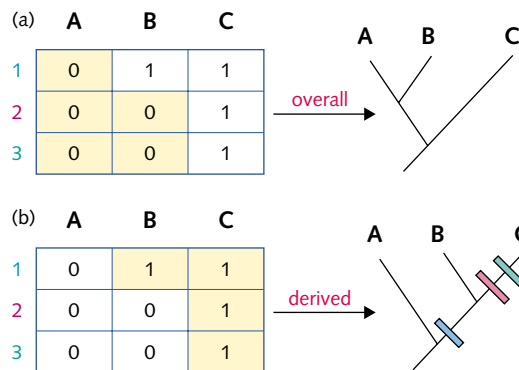 (a) A B C
1 0 1 1
2 0 0 1
3 0 0 1
overall
A B C
(b) A B C
1 0 1 1
2 0 0 1
3 0 0 1
derived
A B